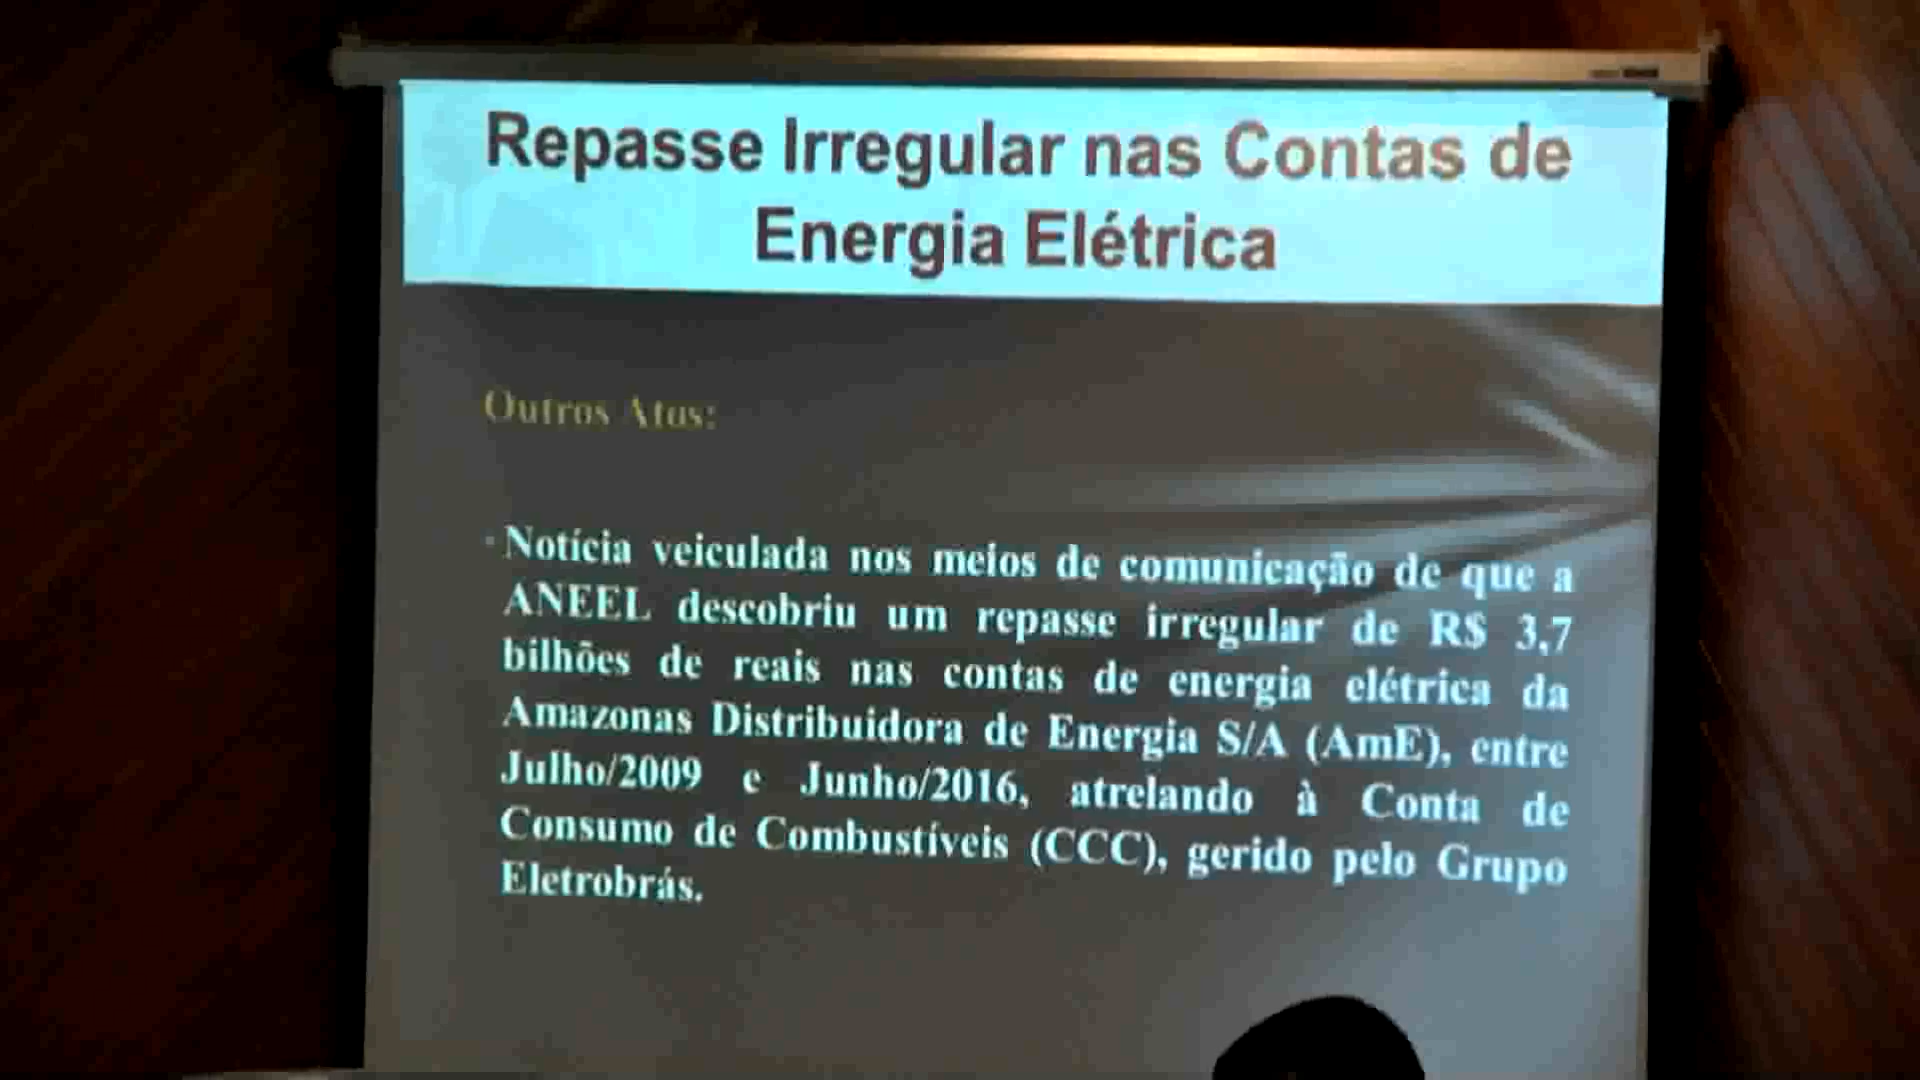 Repasse Irregular nas Contas de
Energia Elétrica
Outros Atos:
Notícia veiculada nos meios de comunicação de que a
ANEEL descobriu um repasse irregular de R$ 3,7
bilhões de reais nas contas de energia elétrica da
Amazonas Distribuidora de Energia S/A (AmE), entre
Julho/2009 e Junho/2016, atrelando à Conta de
Consumo de Combustíveis (CCC), gerido pelo Grupo
Eletrobrás.